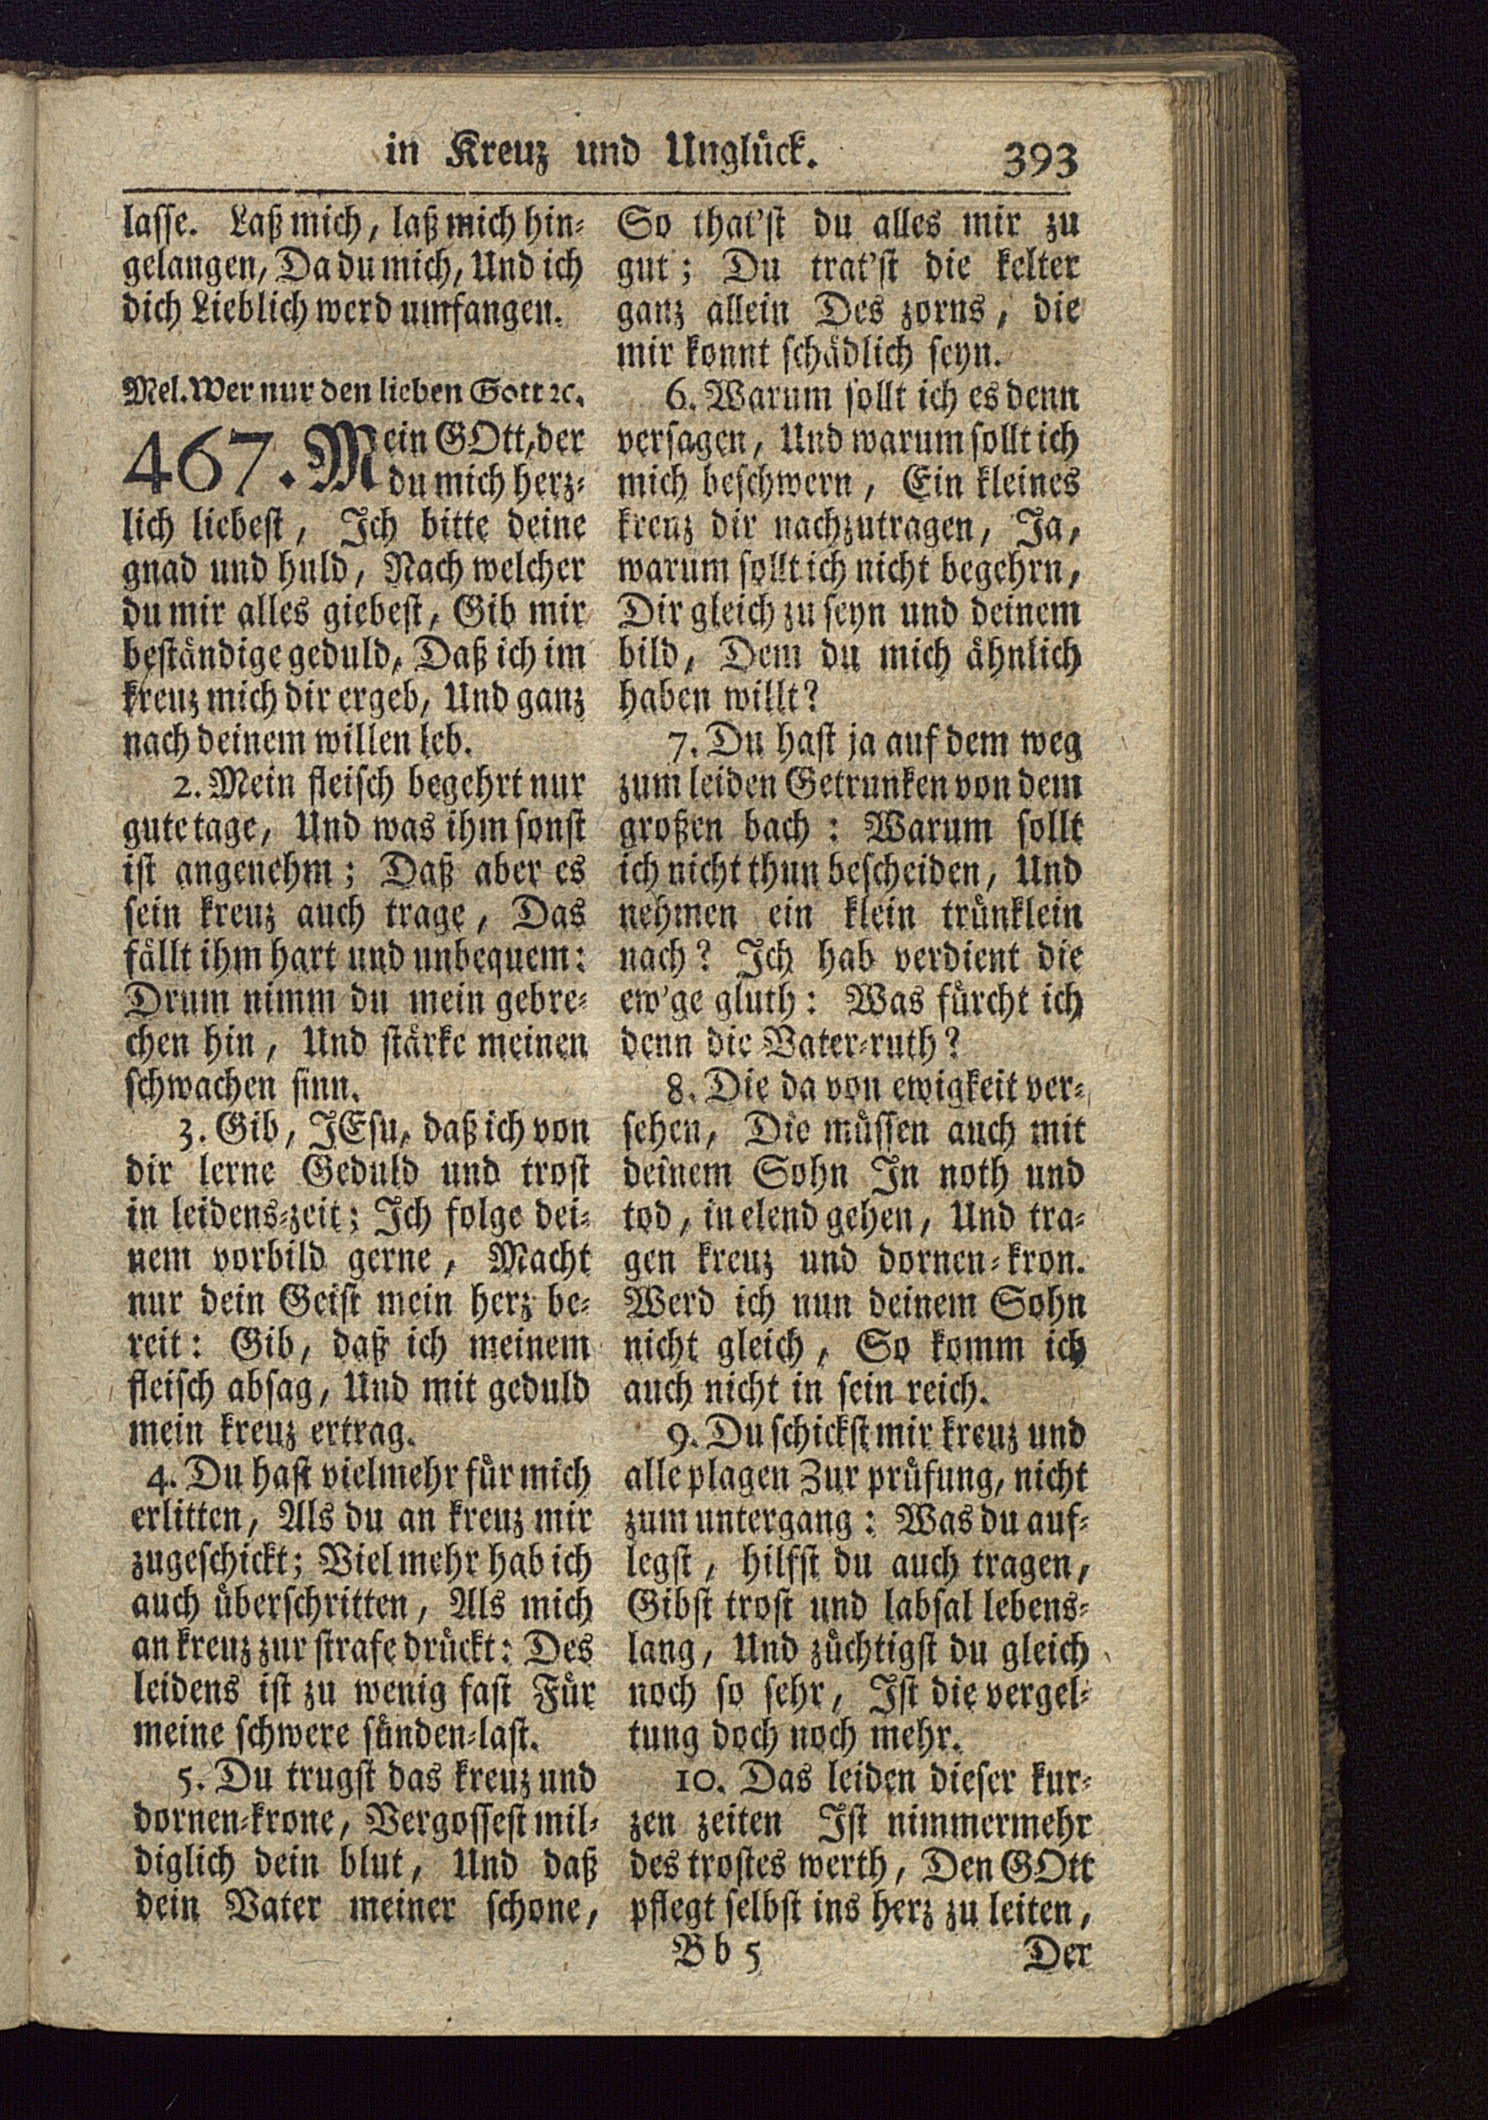 in Kreuz und Unglück. 393
lasse. Laß mich, laß mich hin-
gelangen, Da du mich, Und ich
dich Lieblich werd umfangen.
Mel. Wer nur den lieben Gott ꝛc.
467. Mein GOtt, der
du mich herz-
lich liebest, Ich bitte deine
gnad und huld, Nach welcher
du mir alles giebest, Gib mir
beständige geduld, Daß ich im
kreuz mich dir ergeb, Und ganz
nach deinem willen leb.
2. Mein fleisch begehrt nur
gute tage, Und was ihm sonst
ist angenehm; Daß aber es
sein kreuz auch trage, Das
fällt ihm hart und unbequem:
Drum nimm du mein gebre-
chen hin, Und stärke meinen
schwachen sinn.
3. Gib, JEsu, daß ich von
dir lerne Geduld und trost
in leidens-zeit; Ich folge dei-
nem vorbild gerne, Macht
nur dein Geist mein herz be-
reit: Gib, daß ich meinem
fleisch absag, Und mit geduld
mein kreuz ertrag.
4. Du hast vielmehr für mich
erlitten, Als du an kreuz mir
zugeschickt; Viel mehr hab ich
auch überschritten, Als mich
an kreuz zur strafe drückt: Des
leidens ist zu wenig fast Für
meine schwere sünden-last.
5. Du trugst das kreuz und
dornen-krone, Vergossest mil-
diglich dein blut, Und daß
dein Vater meiner schone,
So that'st du alles mir zu
gut; Du trat'st die kelter
ganz allein Des zorns, die
mir konnt schädlich seyn.
6. Warum sollt ich es denn
versagen, Und warum sollt ich
mich beschwern, Ein kleines
kreuz dir nachzutragen, Ja,
warum sollt ich nicht begehrn,
Dir gleich zu seyn und deinem
bild, Dem du mich ähnlich
haben willt?
7. Du hast ja auf dem weg
zum leiden Getrunken von dem
großen bach: Warum sollt
ich nicht thun bescheiden, Und
nehmen ein klein trünklein
nach? Ich hab verdient die
ew'ge gluth: Was fürcht ich
denn die Vater-ruth?
8. Die da von ewigkeit ver-
sehen, Die müssen auch mit
deinem Sohn In noth und
tod, in elend gehen, Und tra-
gen kreuz und dornen-kron.
Werd ich nun deinem Sohn
nicht gleich, So komm ich
auch nicht in sein reich.
9. Du schickst mir kreuz und
alle plagen Zur prüfung, nicht
zum untergang: Was du auf-
legst, hilfst du auch tragen,
Gibst trost und labsal lebens-
lang, Und züchtigst du gleich
noch so sehr, Ist die vergel-
tung doch noch mehr.
10. Das leiden dieser kur-
zen zeiten Ist nimmermehr
des trostes werth, Den GOtt
pflegt selbst ins herz zu leiten,
Bb 5 Der